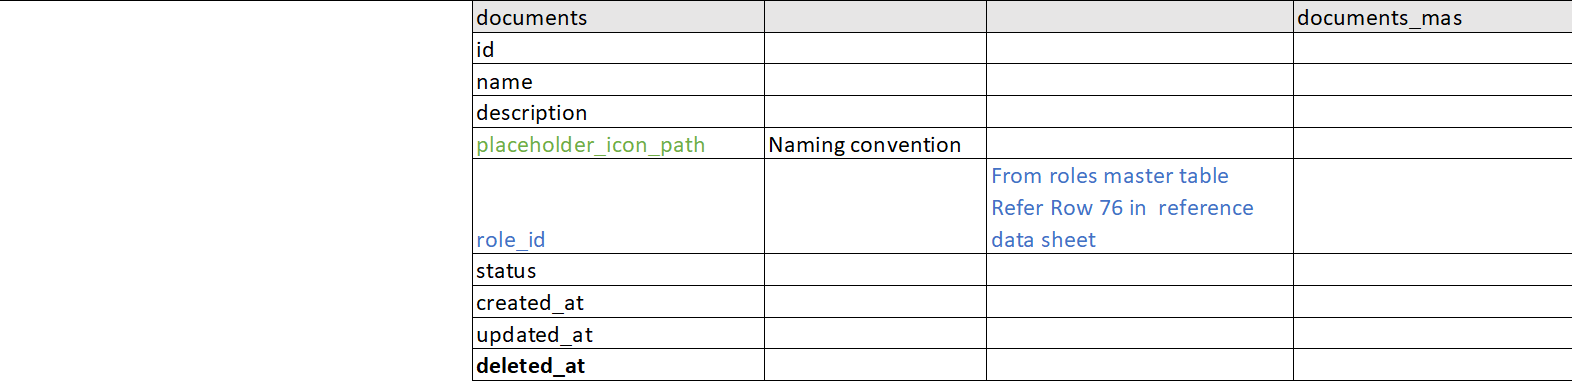 documents documents_mas
id
name
description
placeholder_icon_path Naming convention
From roles master table
Refer Row 76 in  reference
role_id data sheet
status
created_at
updated_at
deleted_at